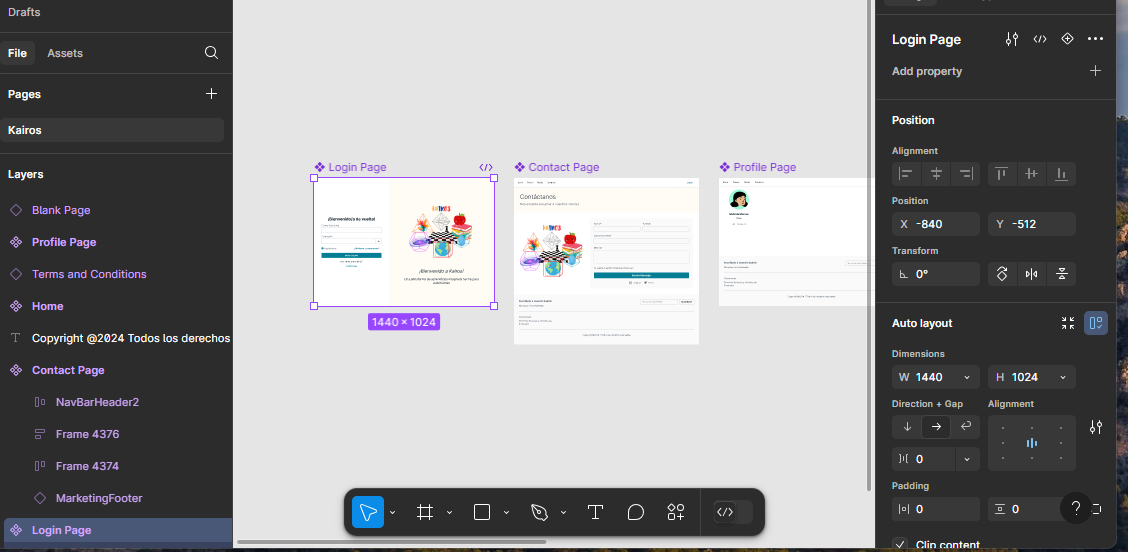 Drafts
File
Assets
Pages
Kairos
Layers
Blank Page
Profile Page
Terms and Conditions
Home
Copyright @2024 Todos los derechos
Contact Page
NavBarHeader2
Frame 4376
Frame 4374
MarketingFooter
Login Page
Login Page
Contact Page
Profile Page
¡Bienvenido(a) de vuelta!
¡Bienvenido a Kairos!
1440 × 1024
Contáctanos
Login Page
Add property
Position
Alignment
Position
X -840
Y -512
Transform
0°
Auto layout
Dimensions
W 1440
H 1024
Direction + Gap
Alignment
0
Padding
0
0
?
Clip content